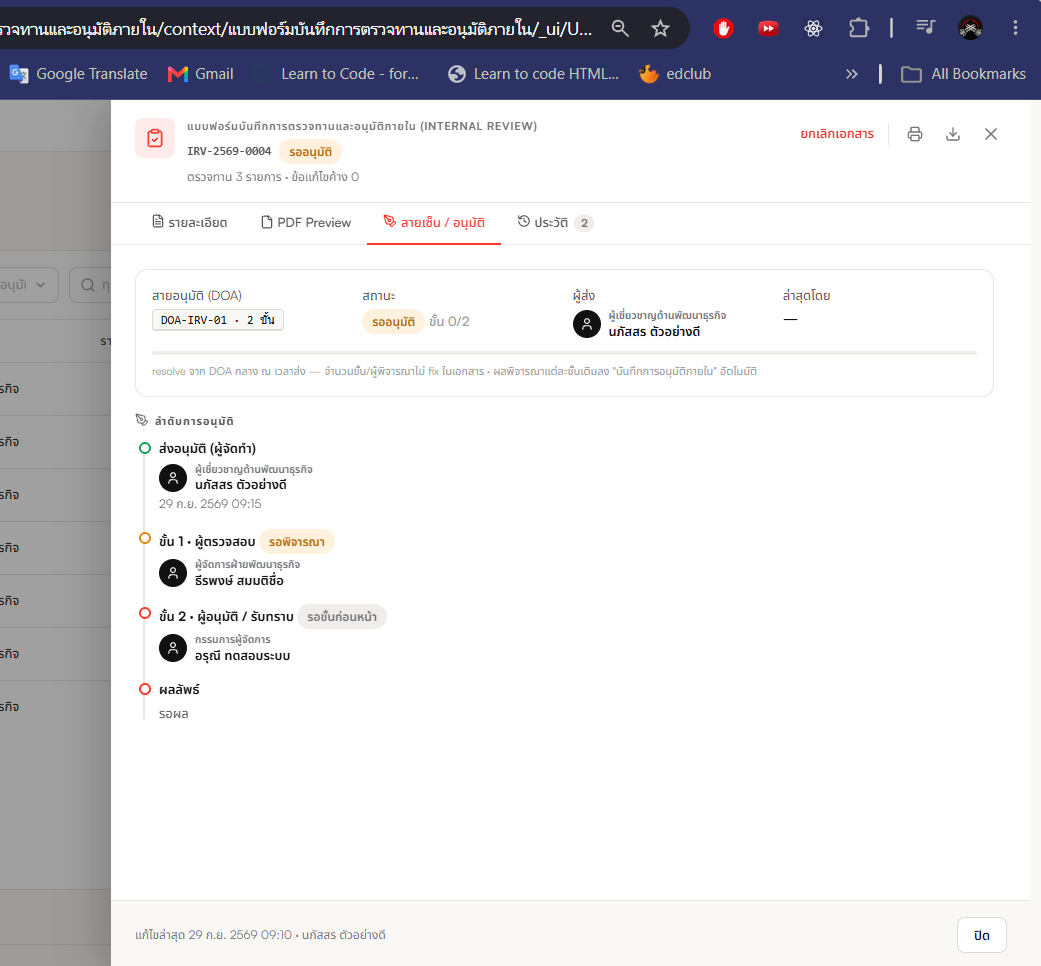 รวจทานและอนุมัติภายใน/context/แบบฟอร์มบันทึกการตรวจทานและอนุมัติภายใน/_ui/U...
Google Translate Gmail Learn to Code - for... Learn to code HTML... edclub » All Bookmarks
แบบฟอร์มบันทึกการตรวจทานและอนุมัติภายใน (INTERNAL REVIEW)
IRV-2569-0004 รออนุมัติ
ตรวจทาน 3 รายการ • ข้อแก้ไขค้าง 0
ยกเลิกเอกสาร
รายละเอียด PDF Preview สายเซ็น / อนุมัติ ประวัติ 2
สายอนุมัติ (DOA) สถานะ ผู้ส่ง ล่าสุดโดย
DOA-IRV-01 · 2 ขั้น รออนุมัติ ขั้น 0/2 ผู้เชี่ยวชาญด้านพัฒนาธุรกิจ —
นภัสสร ตัวอย่างดี
resolve จาก DOA กลาง ณ เวลาส่ง — จำนวนขั้น/ผู้พิจารณาไม่ fix ในเอกสาร • ผลพิจารณาแต่ละขั้นเติมลง "บันทึกการอนุมัติภายใน" อัตโนมัติ
ลำดับการอนุมัติ
ส่งอนุมัติ (ผู้จัดทำ)
ผู้เชี่ยวชาญด้านพัฒนาธุรกิจ
นภัสสร ตัวอย่างดี
29 ก.ย. 2569 09:15
ขั้น 1 • ผู้ตรวจสอบ รอพิจารณา
ผู้จัดการฝ่ายพัฒนาธุรกิจ
ธีรพงษ์ สมมติชื่อ
ขั้น 2 • ผู้อนุมัติ / รับทราบ รอขั้นก่อนหน้า
กรรมการผู้จัดการ
อรุณี ทดสอบระบบ
ผลลัพธ์
รอผล
แก้ไขล่าสุด 29 ก.ย. 2569 09:10 • นภัสสร ตัวอย่างดี
ปิด